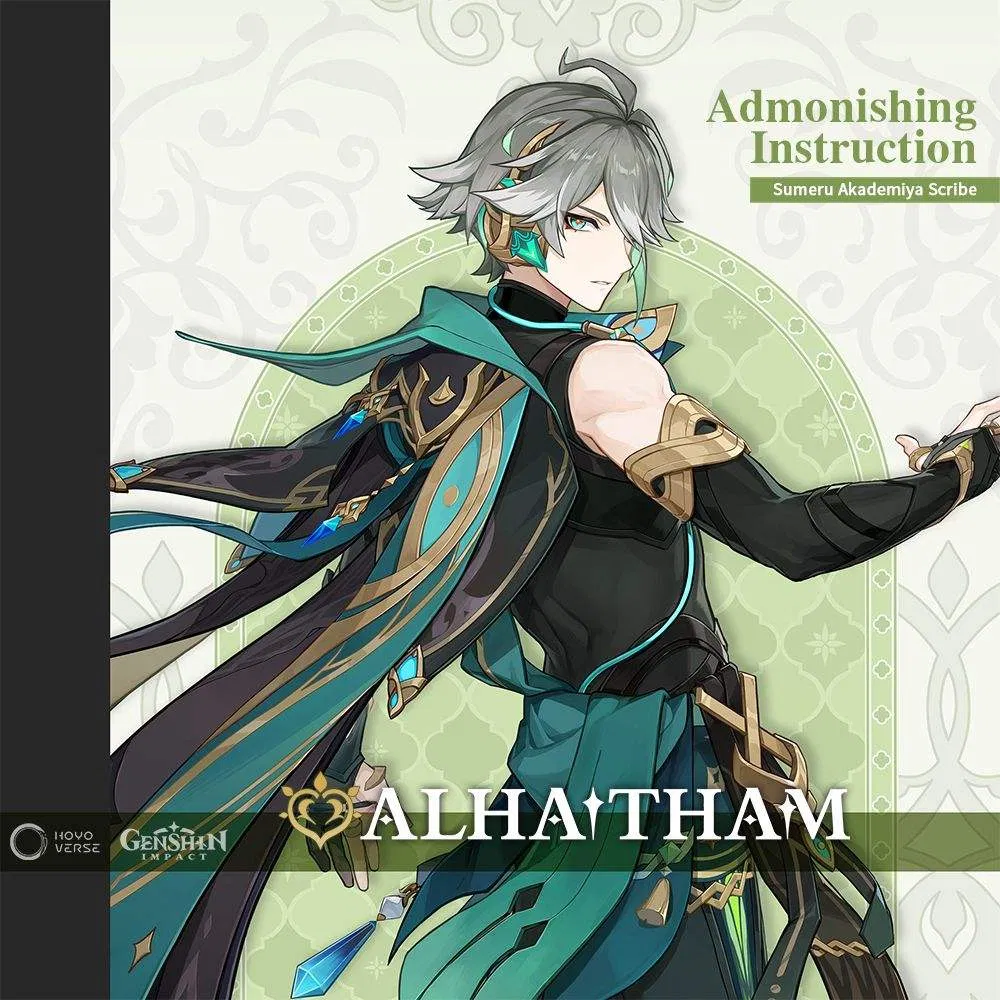 Admonishing
Instruction
Sumeru Akademiya Scribe
ALHAITHAM
HOYO
VERSE
GENSHIN
IMPACT